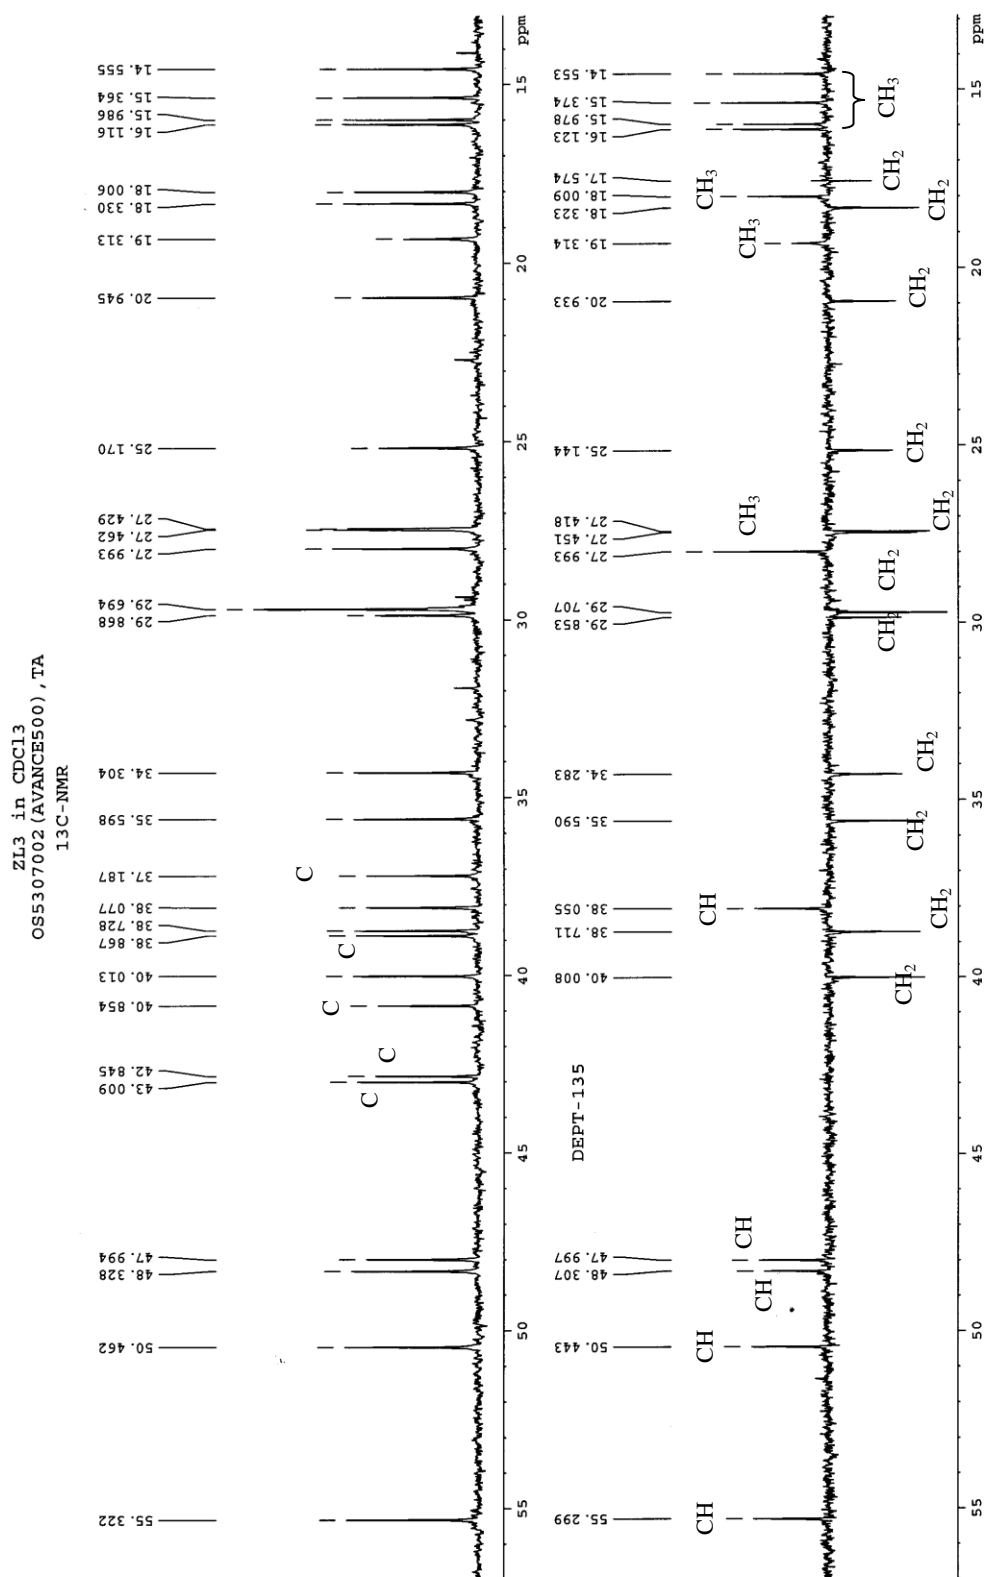 ZL3 in CDCl3
OS5307002(AVANCE500), TA
13C-NMR
55.322
50.462
48.328
47.994
43.009
42.845
40.854
40.013
38.867
38.728
38.077
37.187
35.598
34.304
29.868
29.694
27.993
27.462
27.429
25.170
20.945
19.313
18.330
18.006
16.116
15.986
15.364
14.555
C
C
C
C
C
55
50
45
40
35
30
25
20
15
ppm
DEPT-135
55.299
50.443
48.307
47.997
40.008
38.711
38.055
35.590
34.283
29.853
29.707
27.993
27.451
27.418
25.144
20.933
19.314
18.323
18.009
17.574
16.123
15.978
15.374
14.553
CH
CH
CH
CH
CH
CH3
CH3
CH3
CH3
CH2
CH2
CH2
CH2
CH2
CH2
CH2
CH2
CH2
CH2
CH2
55
50
45
40
35
30
25
20
15
ppm